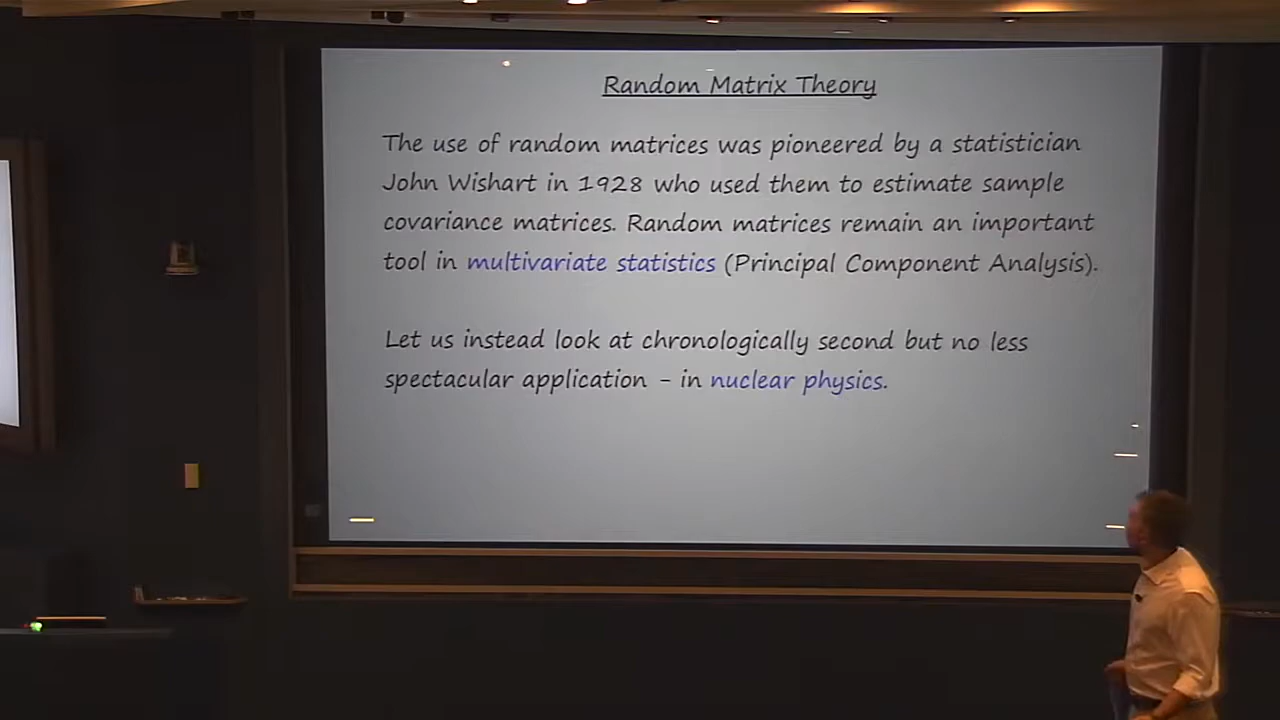 Random Matrix Theory
The use of random matrices was pioneered by a statistician
John Wishart in 1928 who used them to estimate sample
covariance matrices. Random matrices remain an important
tool in multivariate statistics (Principal Component Analysis).
Let us instead look at chronologically second but no less
spectacular application - in nuclear physics.